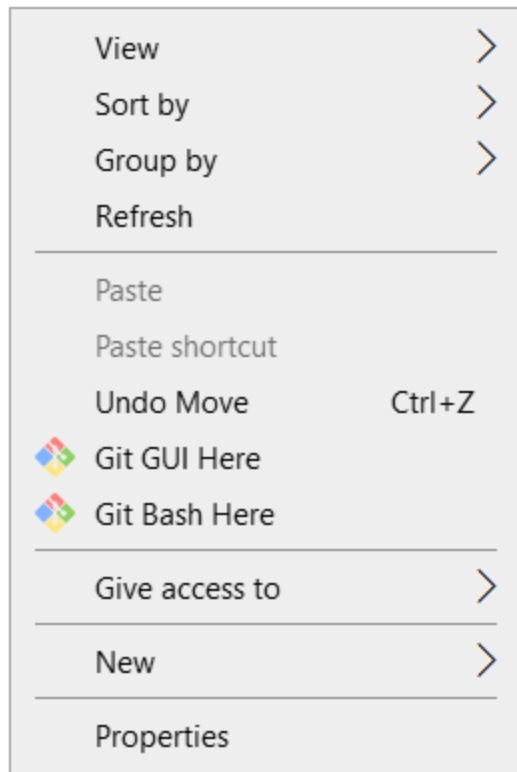 View
Sort by
Group by
Refresh
Paste
Paste shortcut
Undo Move Ctrl+Z
Git GUI Here
Git Bash Here
Give access to
New
Properties